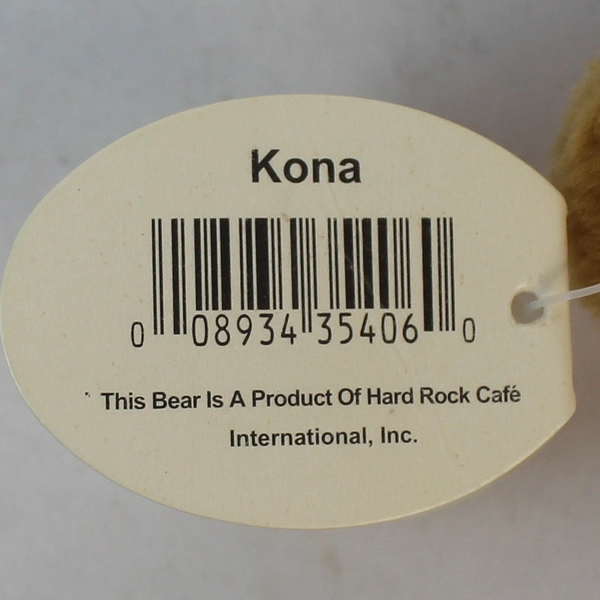 Kona
0 08934 35406 0
This Bear Is A Product Of Hard Rock Café
International, Inc.